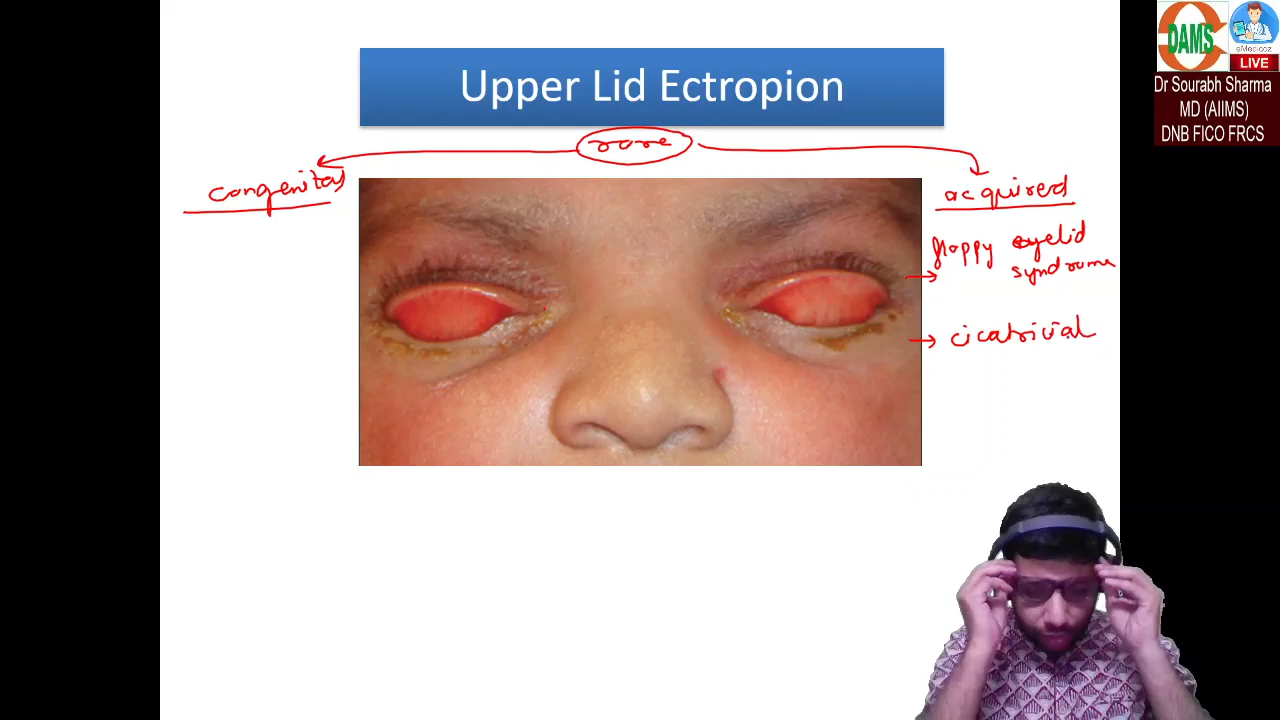 DAMS
eMedicoz
LIVE
Dr Sourabh Sharma
MD (AIIMS)
DNB FICO FRCS
Upper Lid Ectropion
rare
congenital
acquired
floppy eyelid
syndrome
cicatricial